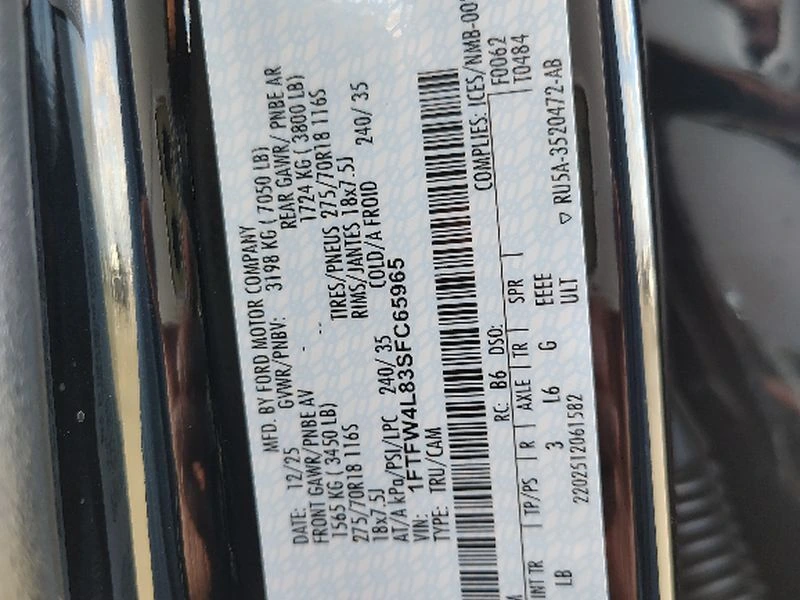 MFD. BY FORD MOTOR COMPANY
DATE: 12/25 GVWR/PNBV: 3198 KG ( 7050 LB)
FRONT GAWR/PNBE AV REAR GAWR/ PNBE AR
1565 KG ( 3450 LB) 1724 KG ( 3800 LB)
275/70R18 116S TIRES/PNEUS 275/70R18 116S
18x7.5J RIMS/JANTES 18x7.5J
AT/A kPa/PSI/LPC 240/ 35 COLD/A FROID 240/ 35
VIN: 1FTFW4L83SFC65965
TYPE: TRU/CAM
COMPLIES: ICES/NMB-00
RC: B6 DSO: F0062
T0484
INT TR TP/PS R AXLE TR SPR
LB 3 L6 G EEEE
2202512061582 ULT ▽ RU5A-3520472-AB